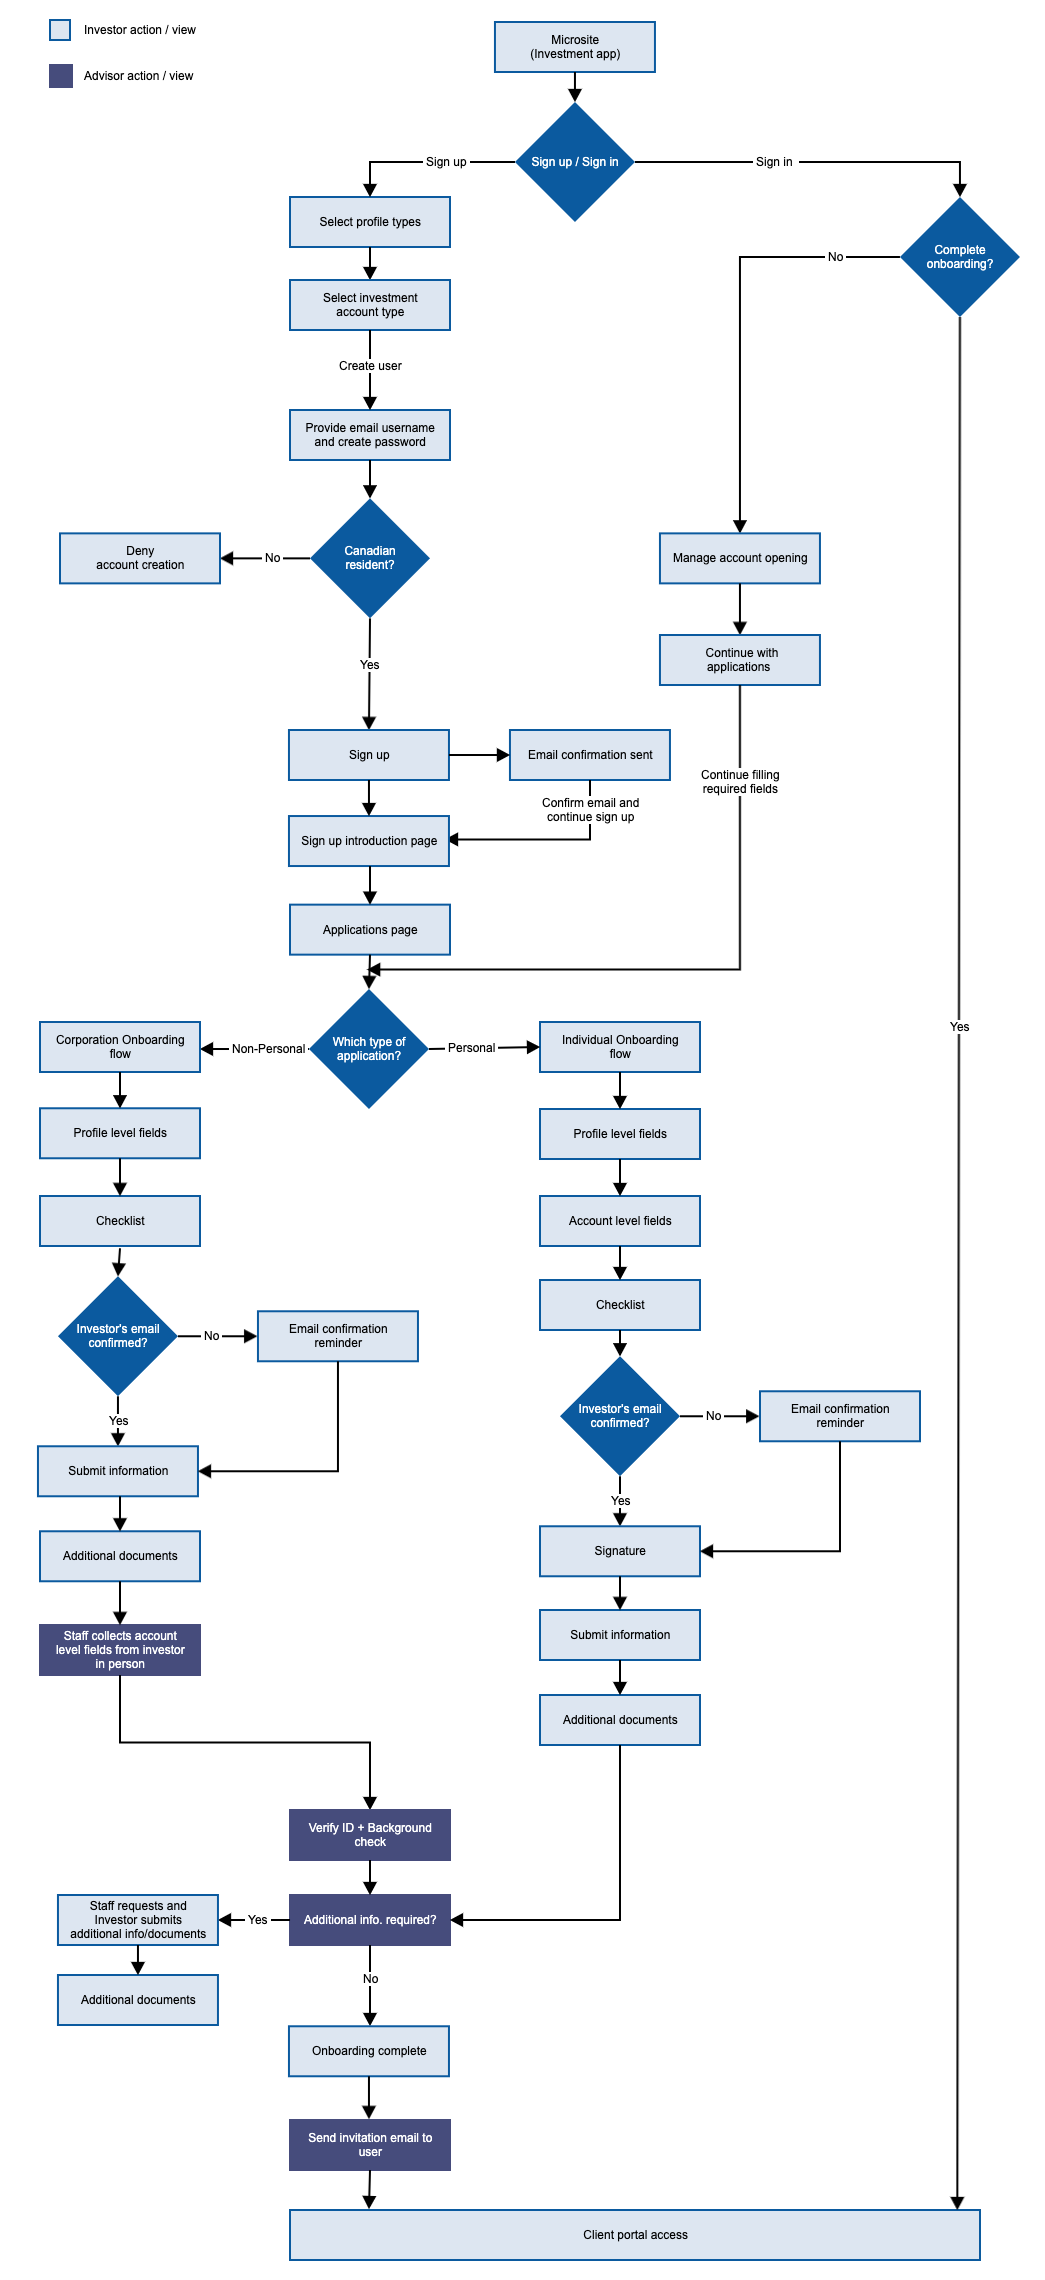 Investor action / view
Advisor action / view
Microsite
(Investment app)
Sign up / Sign in
Sign up
Sign in
Select profile types
Complete
onboarding?
No
Select investment
account type
Create user
Provide email username
and create password
Canadian
resident?
No
Deny
account creation
Manage account opening
Yes
Continue with
applications
Sign up
Email confirmation sent
Confirm email and
continue sign up
Continue filling
required fields
Sign up introduction page
Applications page
Yes
Which type of
application?
Non-Personal
Personal
Corporation Onboarding
flow
Individual Onboarding
flow
Profile level fields
Profile level fields
Checklist
Account level fields
Checklist
Investor's email
confirmed?
No
Email confirmation
reminder
Yes
Investor's email
confirmed?
No
Email confirmation
reminder
Submit information
Yes
Additional documents
Signature
Staff collects account
level fields from investor
in person
Submit information
Additional documents
Verify ID + Background
check
Additional info. required?
Yes
Staff requests and
Investor submits
additional info/documents
Additional documents
No
Onboarding complete
Send invitation email to
user
Client portal access